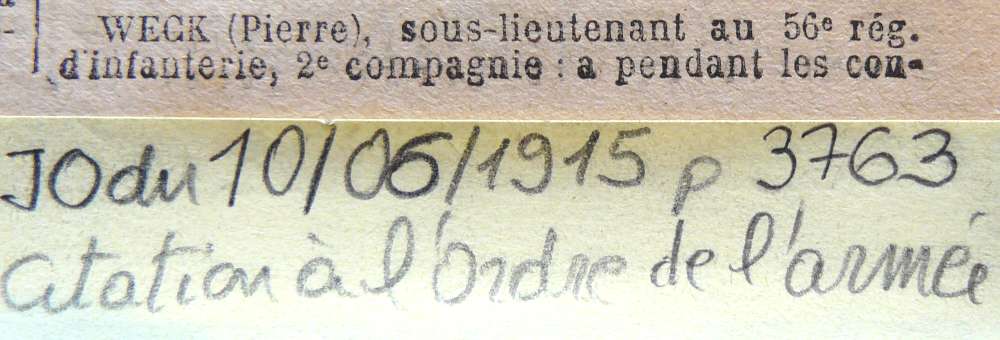 WECK (Pierre), sous-lieutenant au 56e rég.
d'infanterie, 2e compagnie : a pendant les con-
JO du 10/06/1915 p 3763
Citation à l'Ordre de l'armée